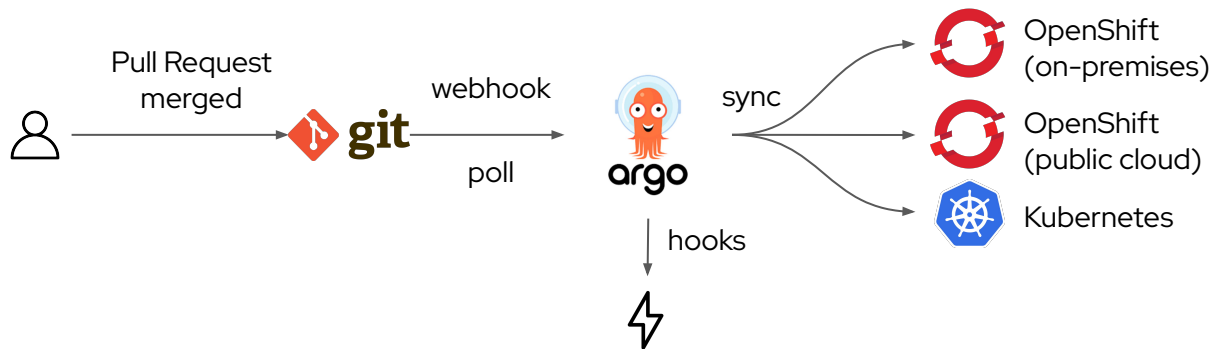 Pull Request
merged
git
webhook
poll
argo
sync
hooks
OpenShift
(on-premises)
OpenShift
(public cloud)
Kubernetes